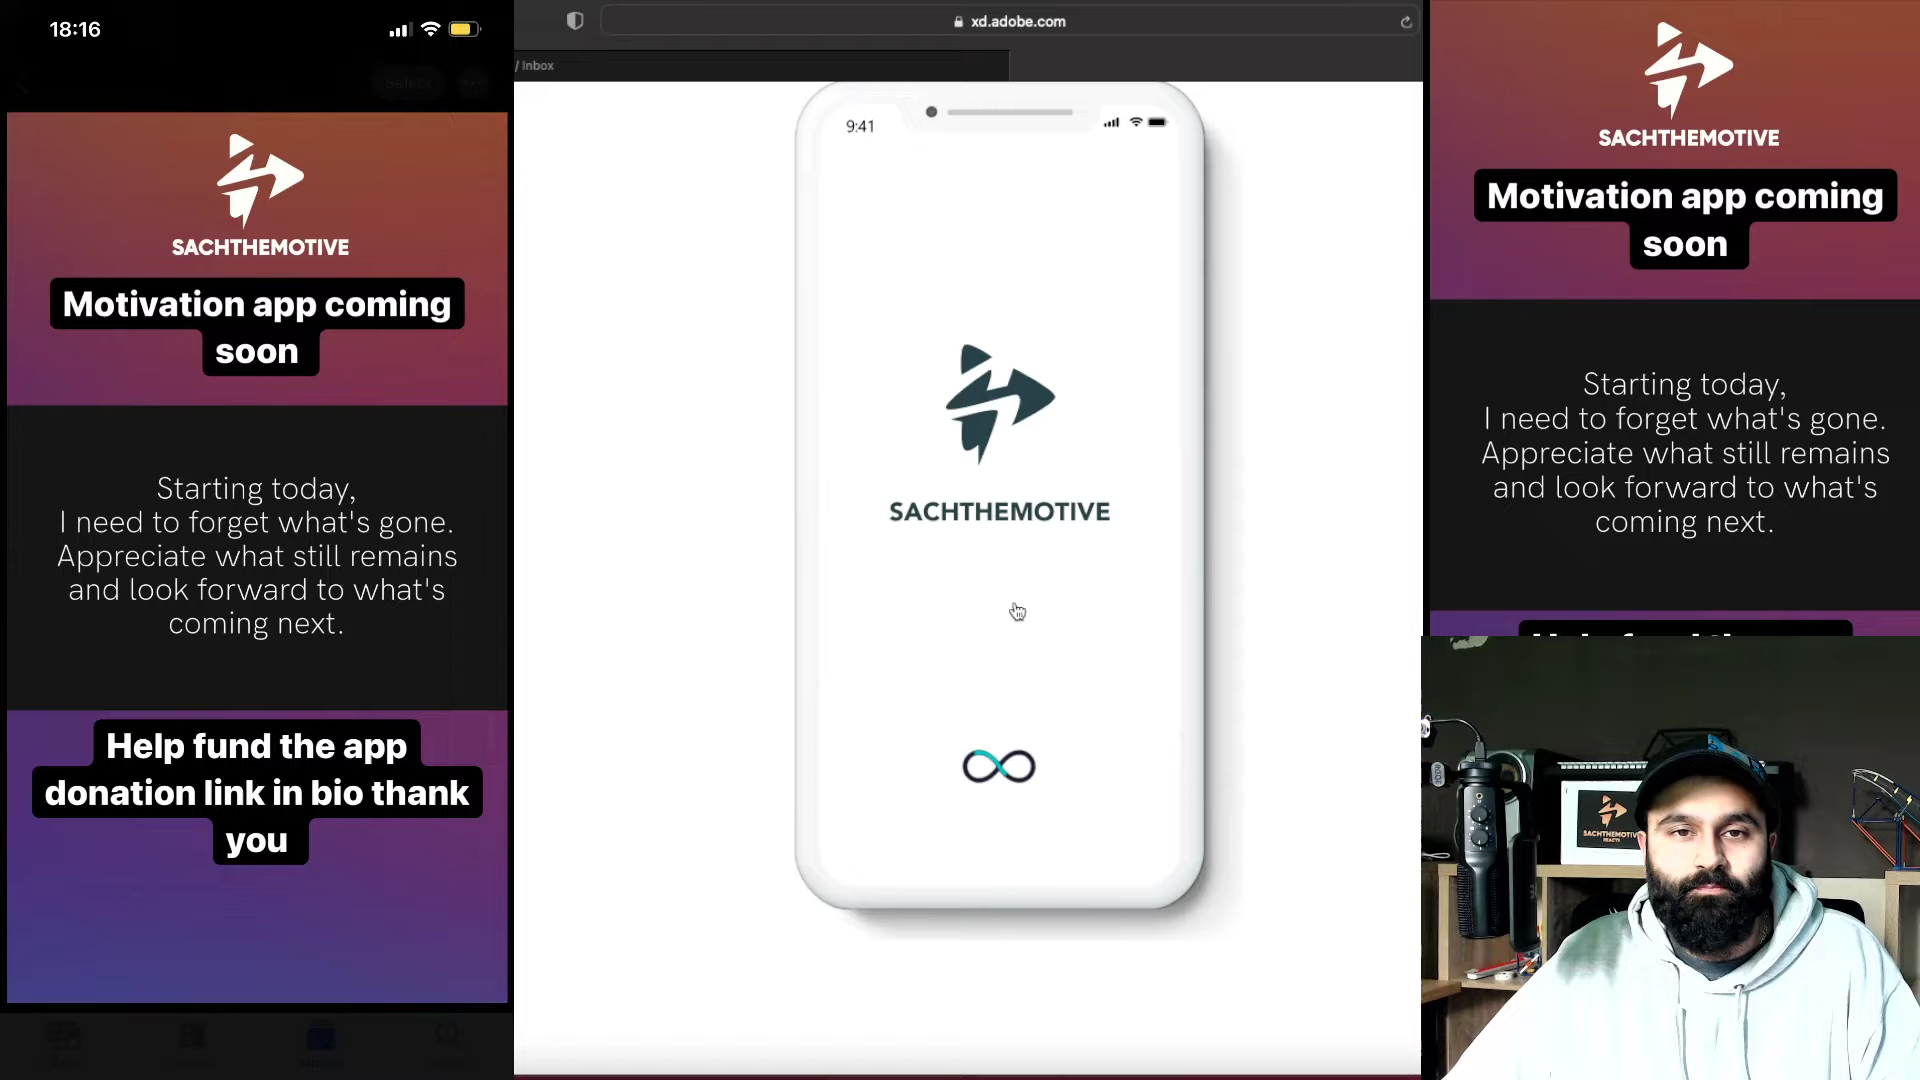 18:16
Select
SACHTHEMOTIVE
Motivation app coming
soon
Starting today,
I need to forget what's gone.
Appreciate what still remains
and look forward to what's
coming next.
Help fund the app
donation link in bio thank
you
xd.adobe.com
/ Inbox
9:41
SACHTHEMOTIVE
SACHTHEMOTIVE
Motivation app coming
soon
Starting today,
I need to forget what's gone.
Appreciate what still remains
and look forward to what's
coming next.
SACHTHEMOTIVE
REACTS